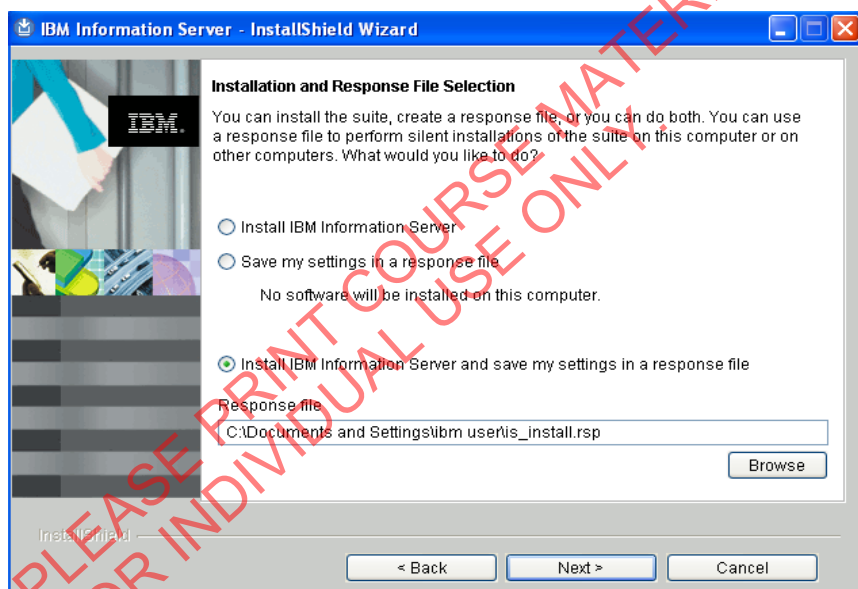 IBM Information Server - InstallShield Wizard
IBM.
Installation and Response File Selection
You can install the suite, create a response file, or you can do both. You can use
a response file to perform silent installations of the suite on this computer or on
other computers. What would you like to do?
Install IBM Information Server
Save my settings in a response file
No software will be installed on this computer.
Install IBM Information Server and save my settings in a response file
Response file
C:\Documents and Settings\ibm user\is_install.rsp
Browse
InstallShield
< Back
Next >
Cancel
PLEASE PRINT COURSE MATER
FOR INDIVIDUAL USE ONLY.